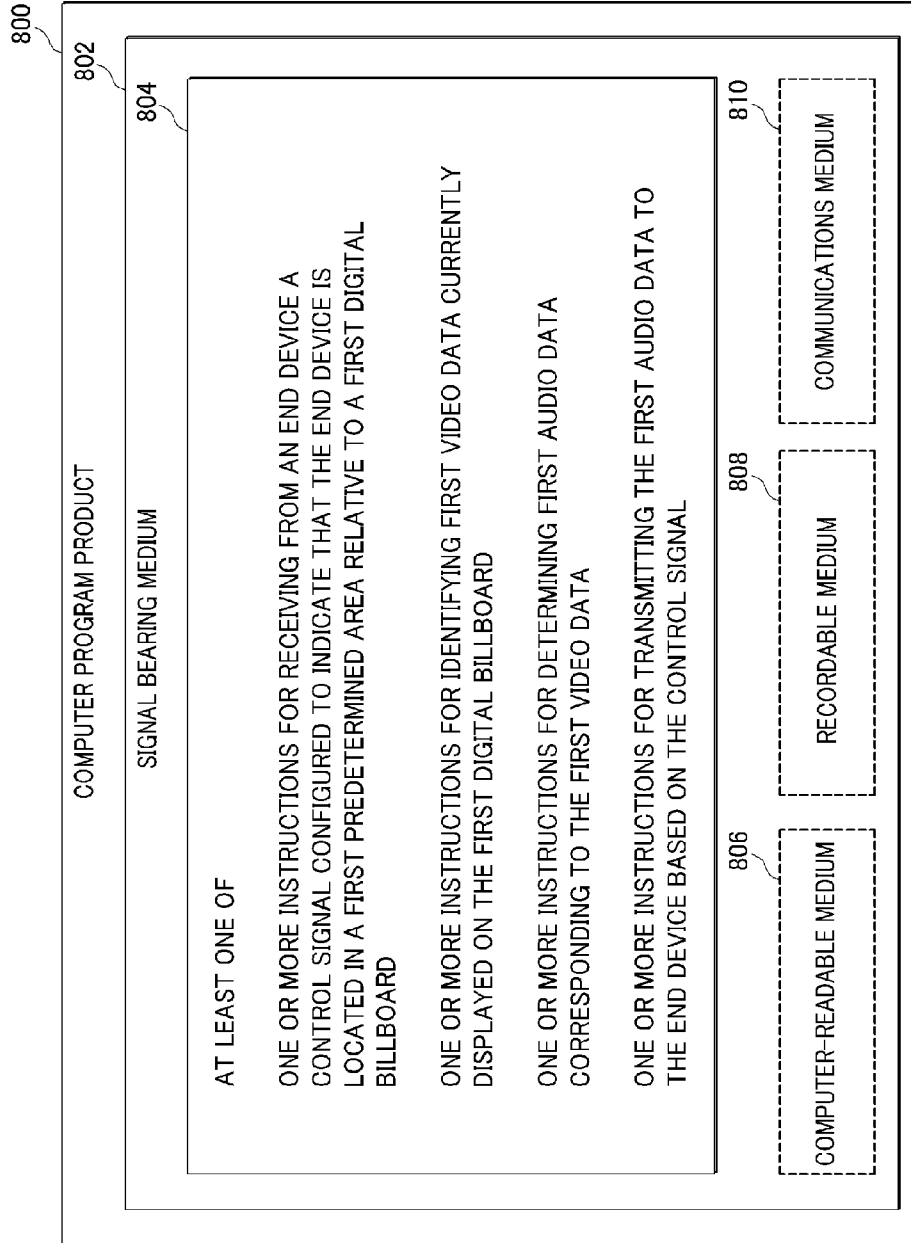 800
COMPUTER PROGRAM PRODUCT
802
SIGNAL BEARING MEDIUM
804
AT LEAST ONE OF
ONE OR MORE INSTRUCTIONS FOR RECEIVING FROM AN END DEVICE A
CONTROL SIGNAL CONFIGURED TO INDICATE THAT THE END DEVICE IS
LOCATED IN A FIRST PREDETERMINED AREA RELATIVE TO A FIRST DIGITAL
BILLBOARD
ONE OR MORE INSTRUCTIONS FOR IDENTIFYING FIRST VIDEO DATA CURRENTLY
DISPLAYED ON THE FIRST DIGITAL BILLBOARD
ONE OR MORE INSTRUCTIONS FOR DETERMINING FIRST AUDIO DATA
CORRESPONDING TO THE FIRST VIDEO DATA
ONE OR MORE INSTRUCTIONS FOR TRANSMITTING THE FIRST AUDIO DATA TO
THE END DEVICE BASED ON THE CONTROL SIGNAL
806
COMPUTER-READABLE MEDIUM
808
RECORDABLE MEDIUM
810
COMMUNICATIONS MEDIUM